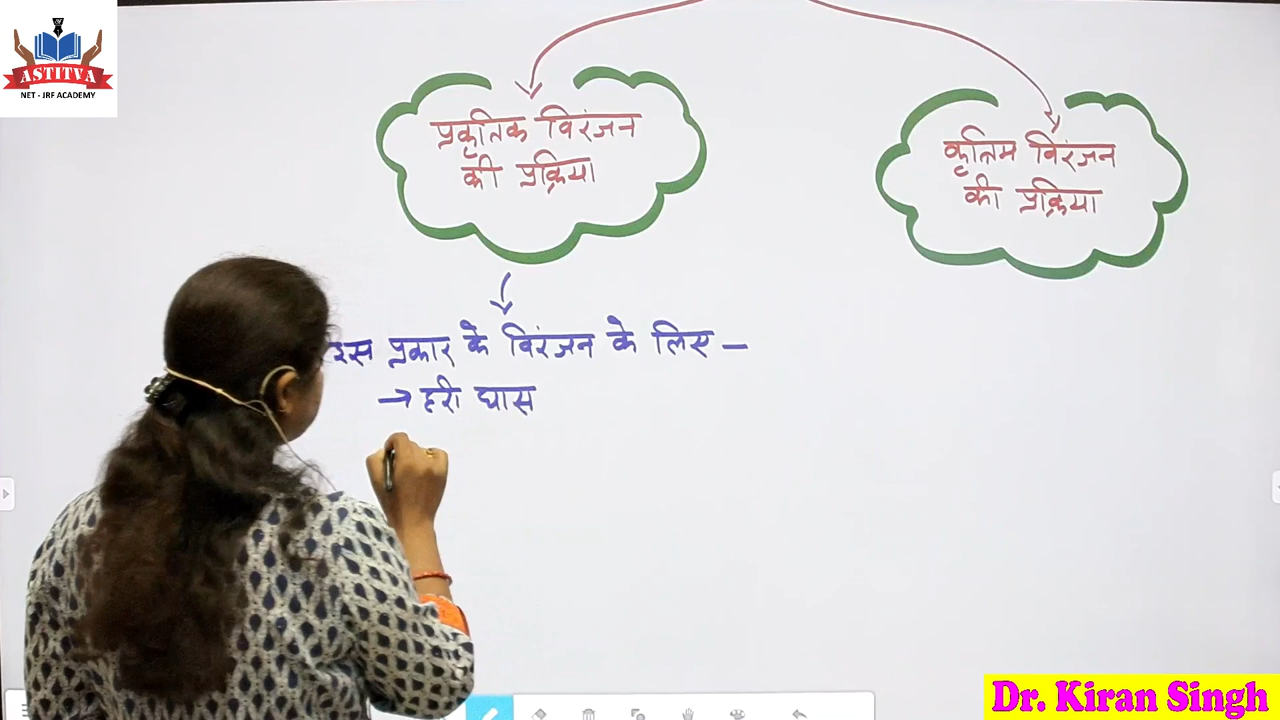 ASTITVA
NET - JRF ACADEMY
प्रकृतिक विरंजन
की प्रक्रिया
कृतिम विरंजन
की प्रक्रिया
इस प्रकार के विरंजन के लिए –
→ हरी घास
Dr. Kiran Singh